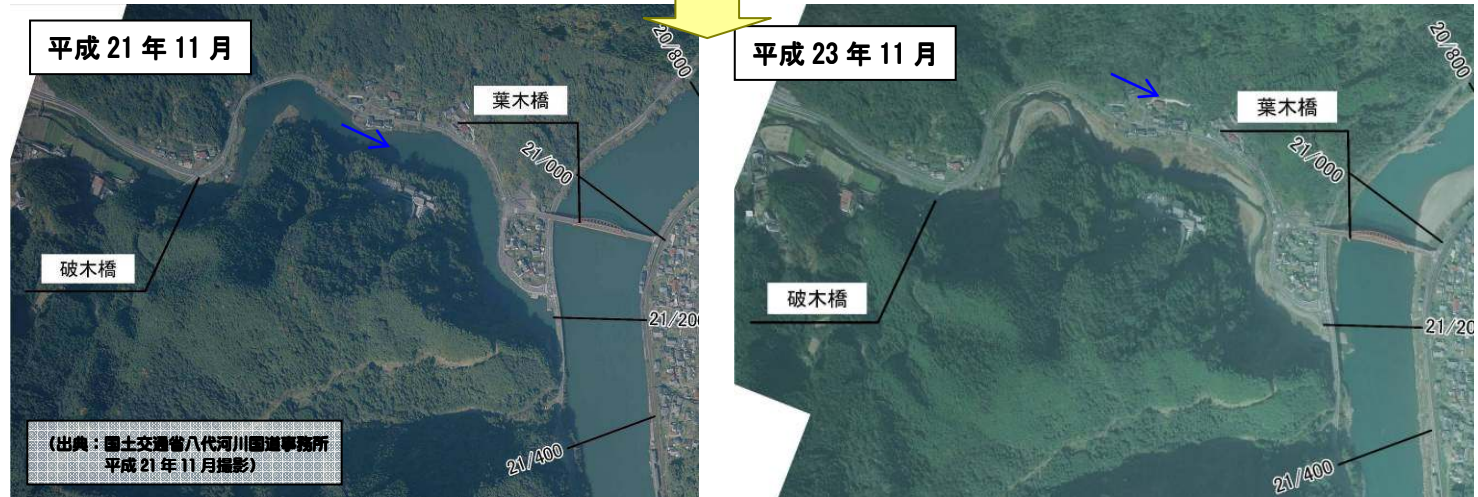 平成 21 年 11 月
20/800
葉木橋
21/000
破木橋
21/200
21/400
(出典：国土交通省八代河川国道事務所
平成 21 年 11 月撮影)
平成 23 年 11 月
20/800
葉木橋
21/000
破木橋
21/20
21/400